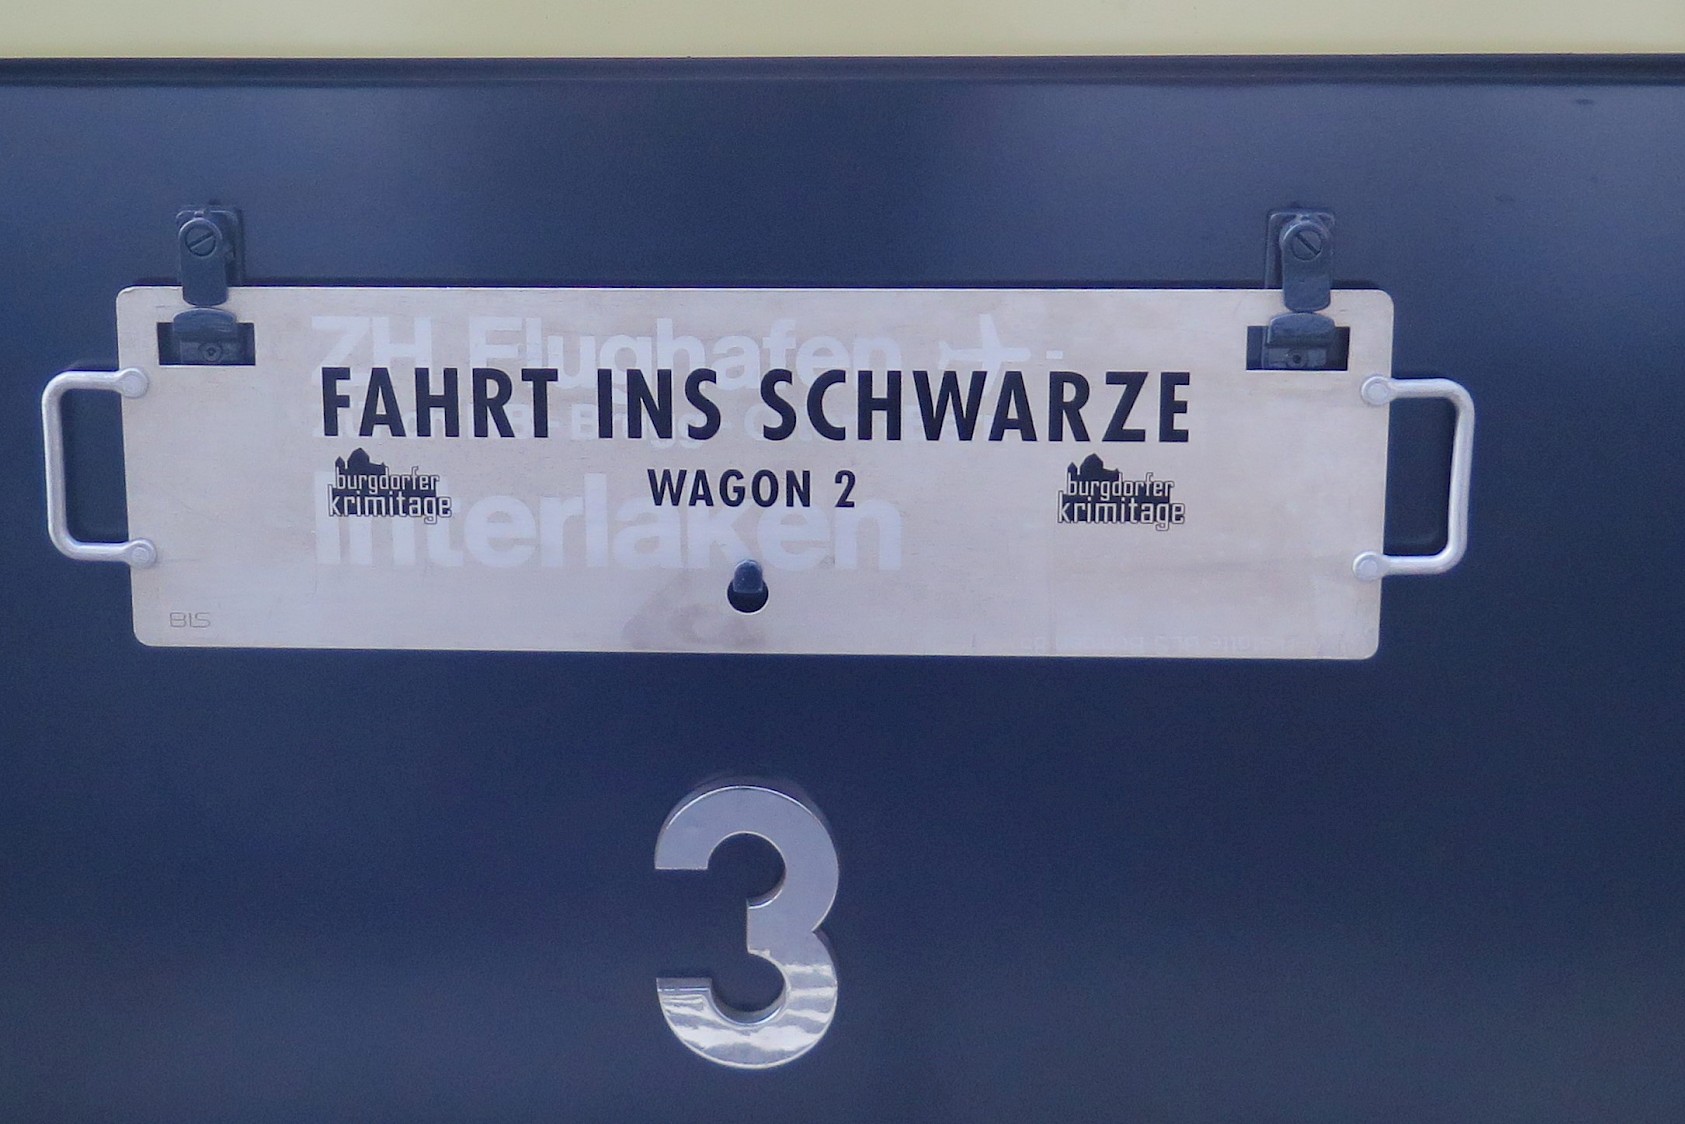 ZH Flughafen -
FAHRT INS SCHWARZE
WAGON 2
burgdorfer
krimitage
burgdorfer
krimitage
Interlaken
BLS
3